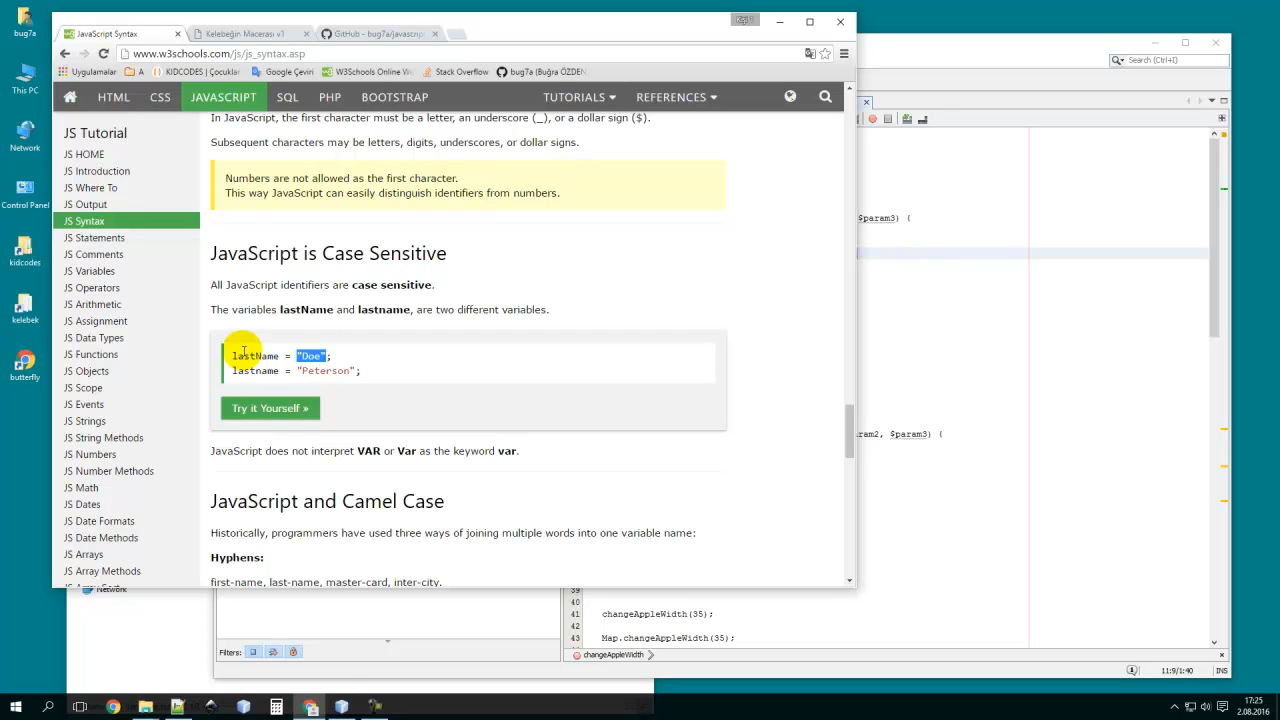 bug7a
This PC
Network
Control Panel
kidcodes
kelebek
butterfly
JavaScript Syntax
Kelebeğin Macerası v1
GitHub - bug7a/javascrip
www.w3schools.com/js/js_syntax.asp
Uygulamalar
A
KIDCODES | Çocuklar
Google Çeviri
W3Schools Online We
Stack Overflow
bug7a (Buğra ÖZDEN
HTML
CSS
JAVASCRIPT
SQL
PHP
BOOTSTRAP
TUTORIALS
REFERENCES
JS Tutorial
JS HOME
JS Introduction
JS Where To
JS Output
JS Syntax
JS Statements
JS Comments
JS Variables
JS Operators
JS Arithmetic
JS Assignment
JS Data Types
JS Functions
JS Objects
JS Scope
JS Events
JS Strings
JS String Methods
JS Numbers
JS Number Methods
JS Math
JS Dates
JS Date Formats
JS Date Methods
JS Arrays
JS Array Methods
In JavaScript, the first character must be a letter, an underscore (_), or a dollar sign ($).
Subsequent characters may be letters, digits, underscores, or dollar signs.
Numbers are not allowed as the first character.
This way JavaScript can easily distinguish identifiers from numbers.
JavaScript is Case Sensitive
All JavaScript identifiers are case sensitive.
The variables lastName and lastname, are two different variables.
lastName = "Doe";
lastname = "Peterson";
Try it Yourself »
JavaScript does not interpret VAR or Var as the keyword var.
JavaScript and Camel Case
Historically, programmers have used three ways of joining multiple words into one variable name:
Hyphens:
first-name, last-name, master-card, inter-city.
Search (Ctrl+I)
$param3) {
ram2, $param3) {
39
40
41 changeAppleWidth(35);
42
43 Map.changeAppleWidth(35);
changeAppleWidth
Network
Filters:
11:9/1:40
INS
17:25
2.08.2016